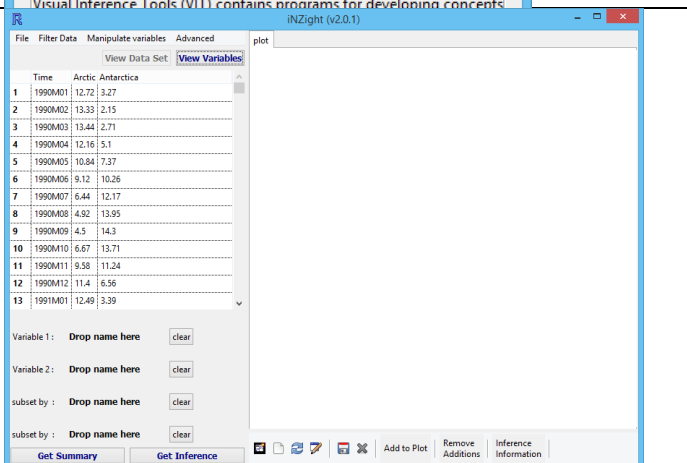 Visual Inference Tools (VIT) contains programs for developing concepts
iNZight (v2.0.1)
File Filter Data Manipulate variables Advanced
plot
View Data Set View Variables
Time Arctic Antarctica
1 1990M01 12.72 3.27
2 1990M02 13.33 2.15
3 1990M03 13.44 2.71
4 1990M04 12.16 5.1
5 1990M05 10.84 7.37
6 1990M06 9.12 10.26
7 1990M07 6.44 12.17
8 1990M08 4.92 13.95
9 1990M09 4.5 14.3
10 1990M10 6.67 13.71
11 1990M11 9.58 11.24
12 1990M12 11.4 6.56
13 1991M01 12.49 3.39
Variable 1 : Drop name here clear
Variable 2 : Drop name here clear
subset by : Drop name here clear
subset by : Drop name here clear
Get Summary Get Inference
Add to Plot
Remove
Additions
Inference
Information